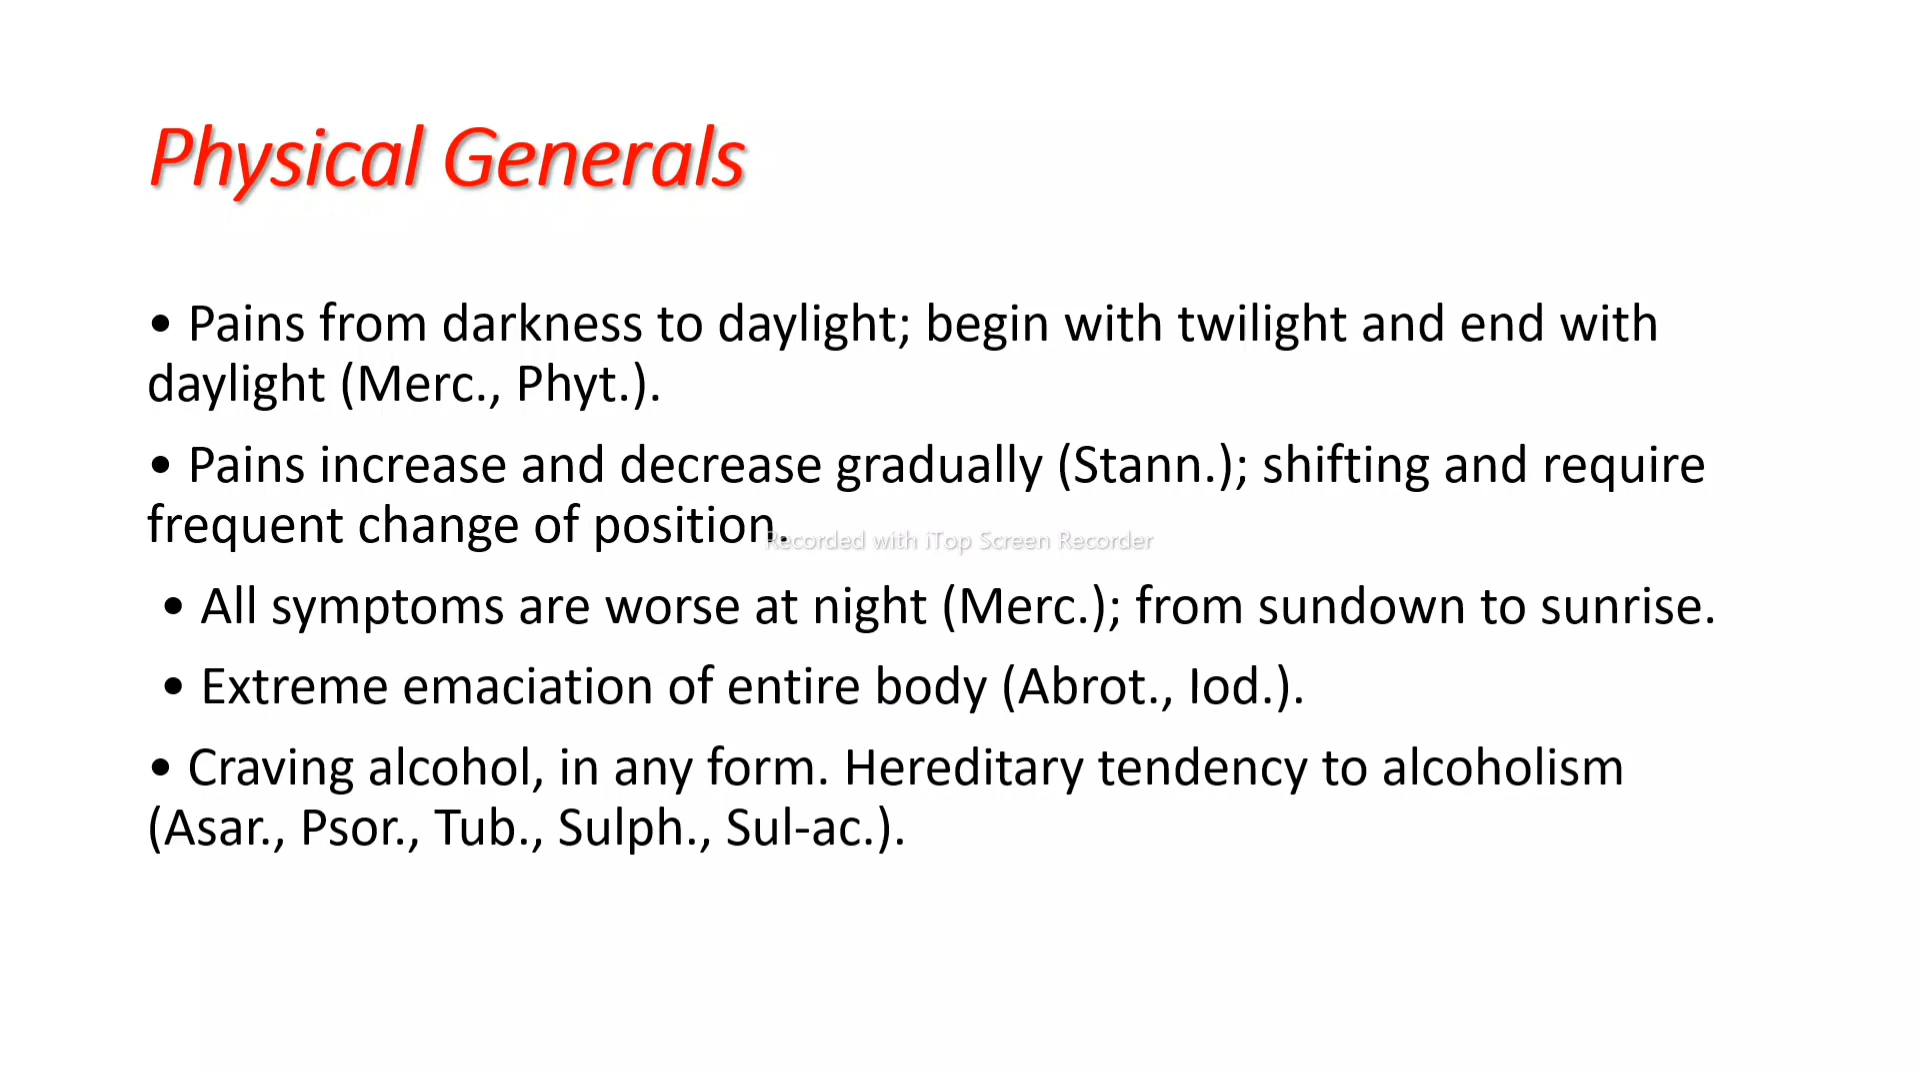 Physical Generals
• Pains from darkness to daylight; begin with twilight and end with
daylight (Merc., Phyt.).
• Pains increase and decrease gradually (Stann.); shifting and require
frequent change of position.
Recorded with iTop Screen Recorder
• All symptoms are worse at night (Merc.); from sundown to sunrise.
• Extreme emaciation of entire body (Abrot., Iod.).
• Craving alcohol, in any form. Hereditary tendency to alcoholism
(Asar., Psor., Tub., Sulph., Sul-ac.).